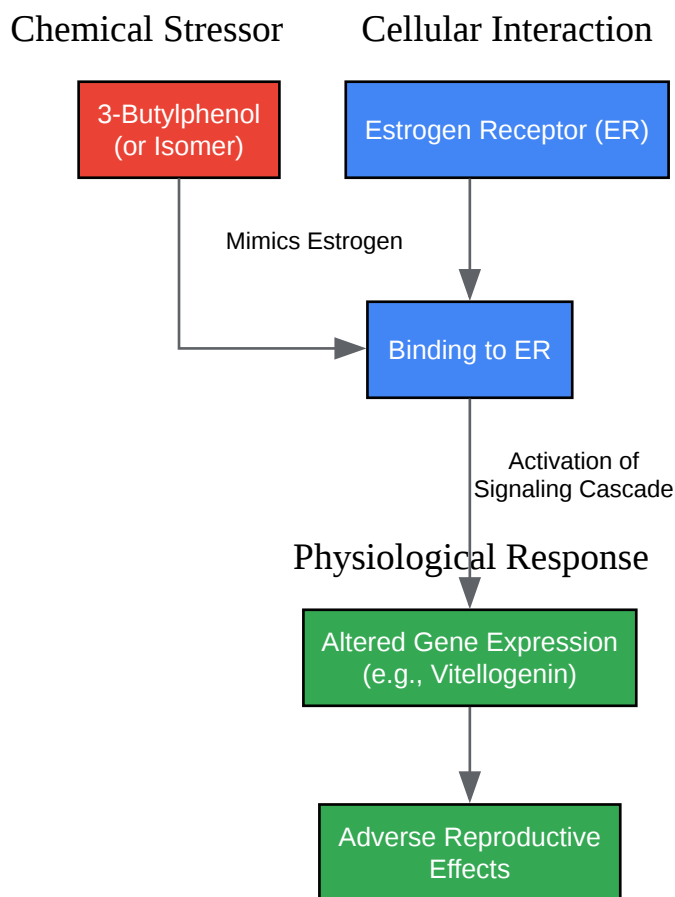 Chemical Stressor
Cellular Interaction
3-Butylphenol
(or Isomer)
Estrogen Receptor (ER)
Mimics Estrogen
Binding to ER
Activation of
Signaling Cascade
Physiological Response
Altered Gene Expression
(e.g., Vitellogenin)
Adverse Reproductive
Effects